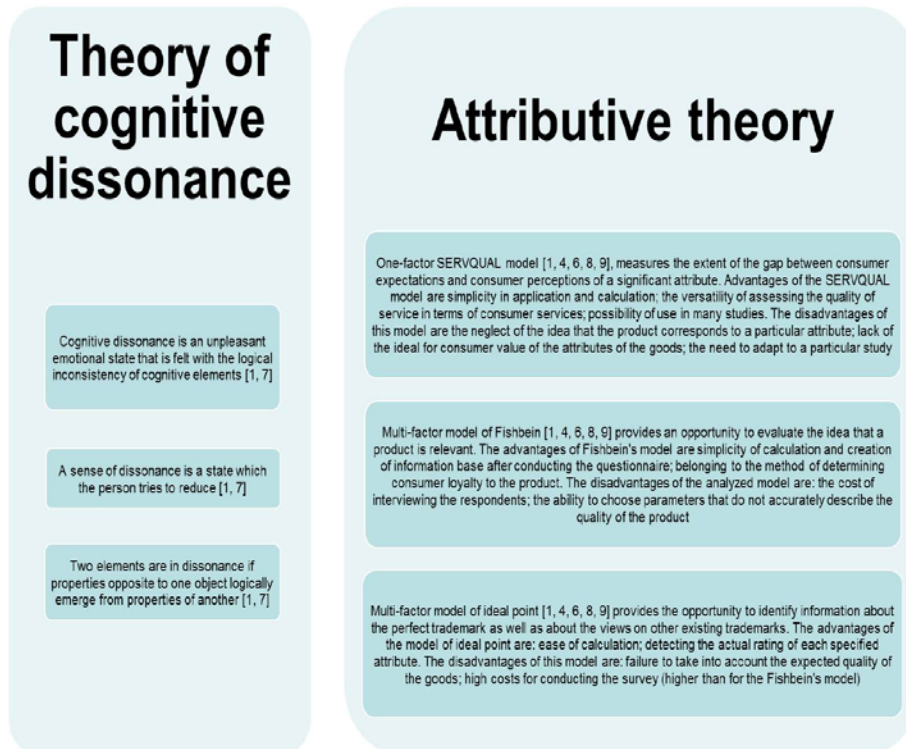 Theory of
cognitive
dissonance
Cognitive dissonance is an unpleasant
emotional state that is felt with the logical
inconsistency of cognitive elements [1, 7]
A sense of dissonance is a state which
the person tries to reduce [1, 7]
Two elements are in dissonance if
properties opposite to one object logically
emerge from properties of another [1, 7]
Attributive theory
One-factor SERVQUAL model [1, 4, 6, 8, 9], measures the extent of the gap between consumer
expectations and consumer perceptions of a significant attribute. Advantages of the SERVQUAL
model are simplicity in application and calculation; the versatility of assessing the quality of
service in terms of consumer services; possibility of use in many studies. The disadvantages of
this model are the neglect of the idea that the product corresponds to a particular attribute; lack of
the ideal for consumer value of the attributes of the goods; the need to adapt to a particular study
Multi-factor model of Fishbein [1, 4, 6, 8, 9] provides an opportunity to evaluate the idea that a
product is relevant. The advantages of Fishbein's model are simplicity of calculation and creation
of information base after conducting the questionnaire; belonging to the method of determining
consumer loyalty to the product. The disadvantages of the analyzed model are: the cost of
interviewing the respondents; the ability to choose parameters that do not accurately describe the
quality of the product
Multi-factor model of ideal point [1, 4, 6, 8, 9] provides the opportunity to identify information about
the perfect trademark as well as about the views on other existing trademarks. The advantages of
the model of ideal point are: ease of calculation; detecting the actual rating of each specified
attribute. The disadvantages of this model are: failure to take into account the expected quality of
the goods; high costs for conducting the survey (higher than for the Fishbein's model)